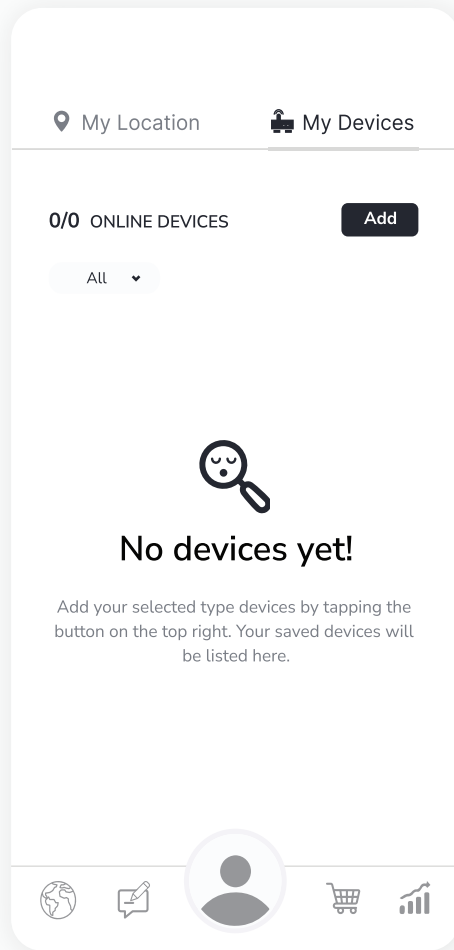 My Location
My Devices
0/0 ONLINE DEVICES
Add
All
No devices yet!
Add your selected type devices by tapping the
button on the top right. Your saved devices will
be listed here.